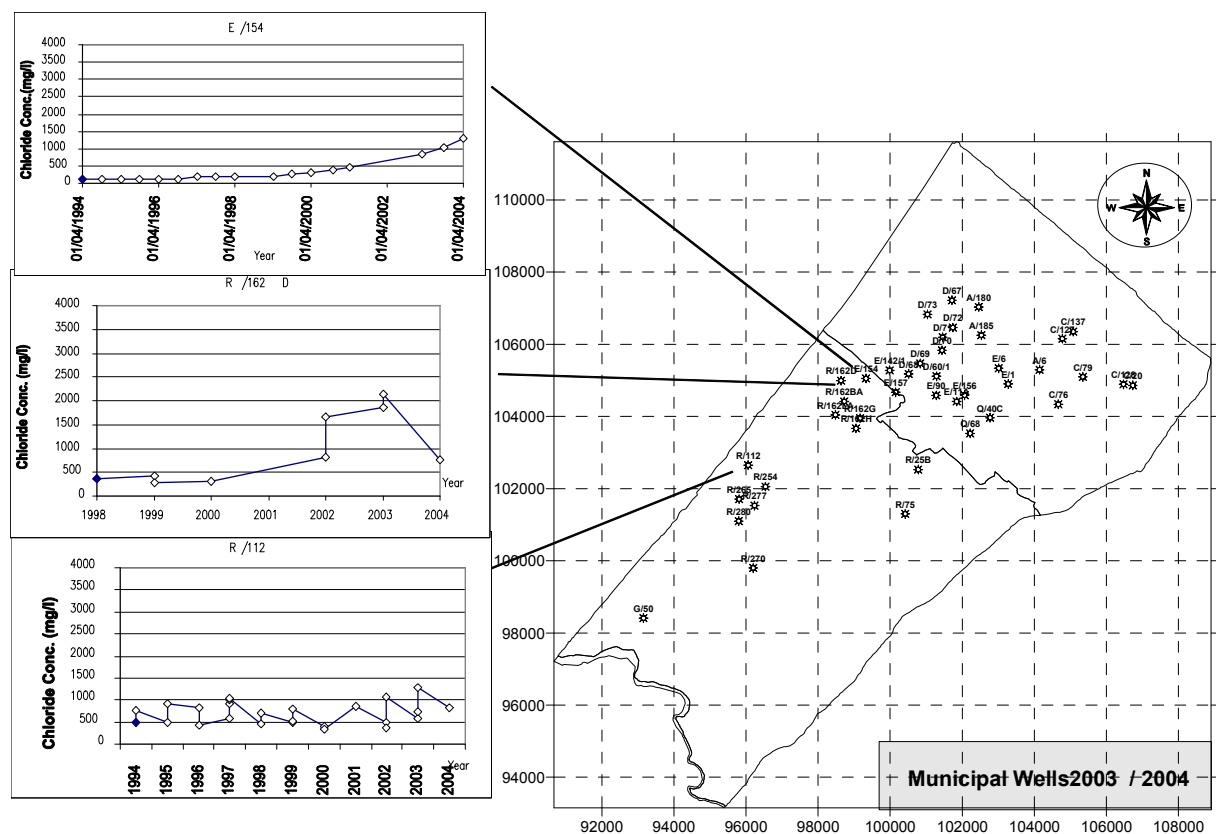 E /154
4000
3500
3000
2500
2000
1500
1000
500
0
Chloride Conc.(mg/l)
01/04/1994
01/04/1996
01/04/1998
01/04/2000
01/04/2002
01/04/2004
Year
R /162 D
4000
3500
3000
2500
2000
1500
1000
500
0
Chloride Conc. (mg/l)
1998
1999
2000
2001
2002
2003
2004
Year
R /112
4000
3500
3000
2500
2000
1500
1000
500
0
Chloride Conc. (mg/l)
1994
1995
1996
1997
1998
1999
2000
2001
2002
2003
2004
Year
110000
108000
106000
104000
102000
100000
98000
96000
94000
92000
94000
96000
98000
100000
102000
104000
106000
108000
N
W
E
S
D/67
A/180
D/73
D/72
A/185
C/137
D/70
D/69
E/142/1
E/154
R/162D
D/60/1
E/157
E/90
E/156
E/6
E/1
A/6
C/79
C/76
R/162BA
R/162G
R/162H
Q/40C
Q/68
R/25B
R/75
R/112
R/254
R/265
R/277
R/280
R/270
G/50
Municipal Wells2003 / 2004